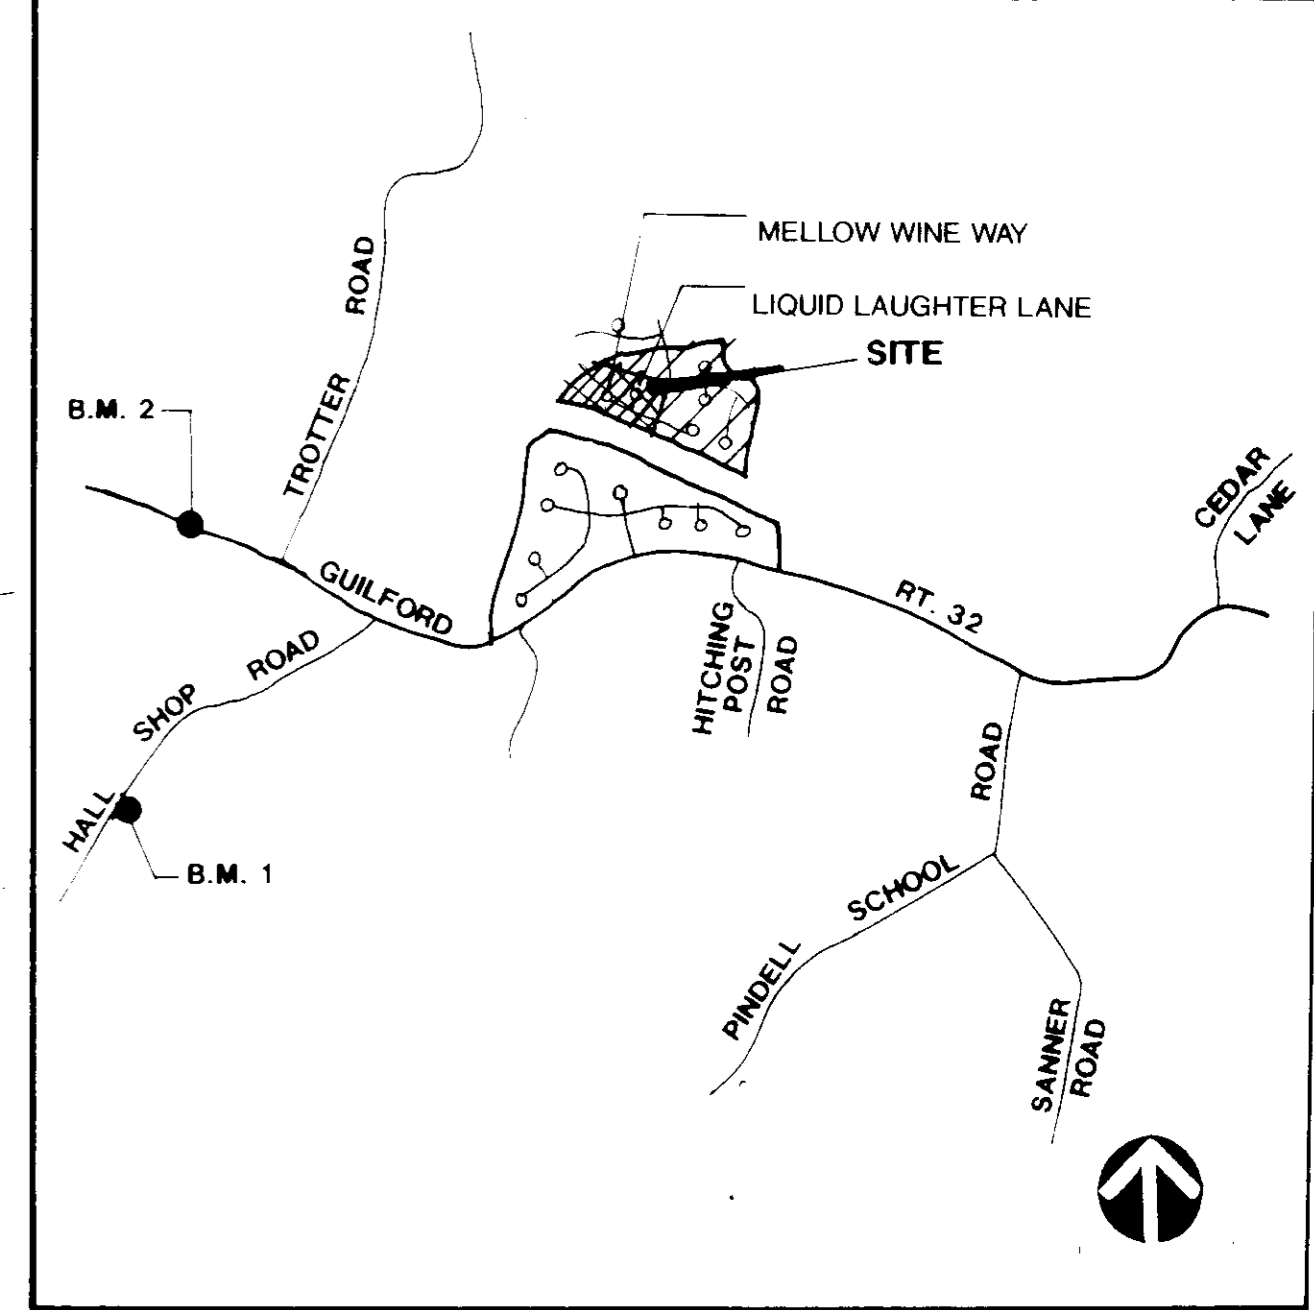 MELLOW WINE WAY
LIQUID LAUGHTER LANE
SITE
TROTTER ROAD
B.M. 2
CEDAR
LANE
GUILFORD
RT. 32
HITCHING
POST
ROAD
HALL SHOP ROAD
B.M. 1
PINDELL SCHOOL ROAD
SANNER
ROAD